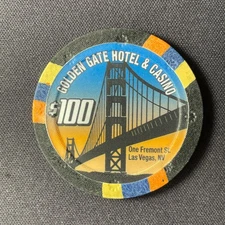 GOLDEN GATE HOTEL & CASINO
$100
One Fremont St.
Las Vegas, NV